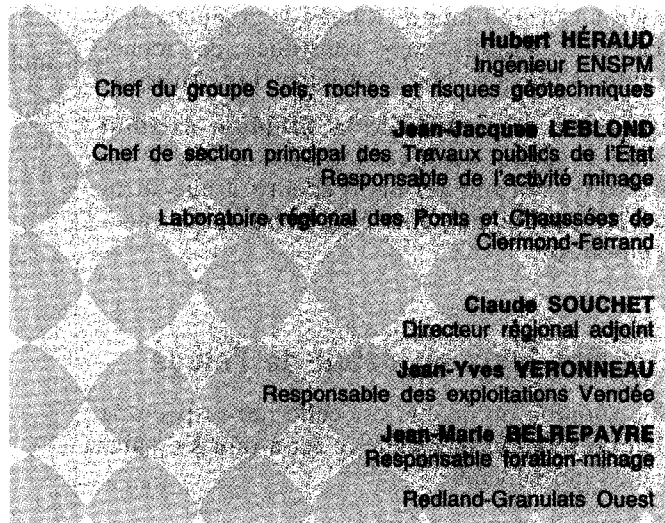 Hubert HÉRAUD
Ingénieur ENSPM
Chef du groupe Sols, roches et risques géotechniques
Jean-Jacques LEBLOND
Chef de section principal des Travaux publics de l'État
Responsable de l'activité minage
Laboratoire régional des Ponts et Chaussées de
Clermond-Ferrand
Claude SOUCHET
Directeur régional adjoint
Jean-Yves YERONNEAU
Responsable des exploitations Vendée
Jean-Marie BELREPAYRE
Responsable foration-minage
Redland-Granulats Ouest